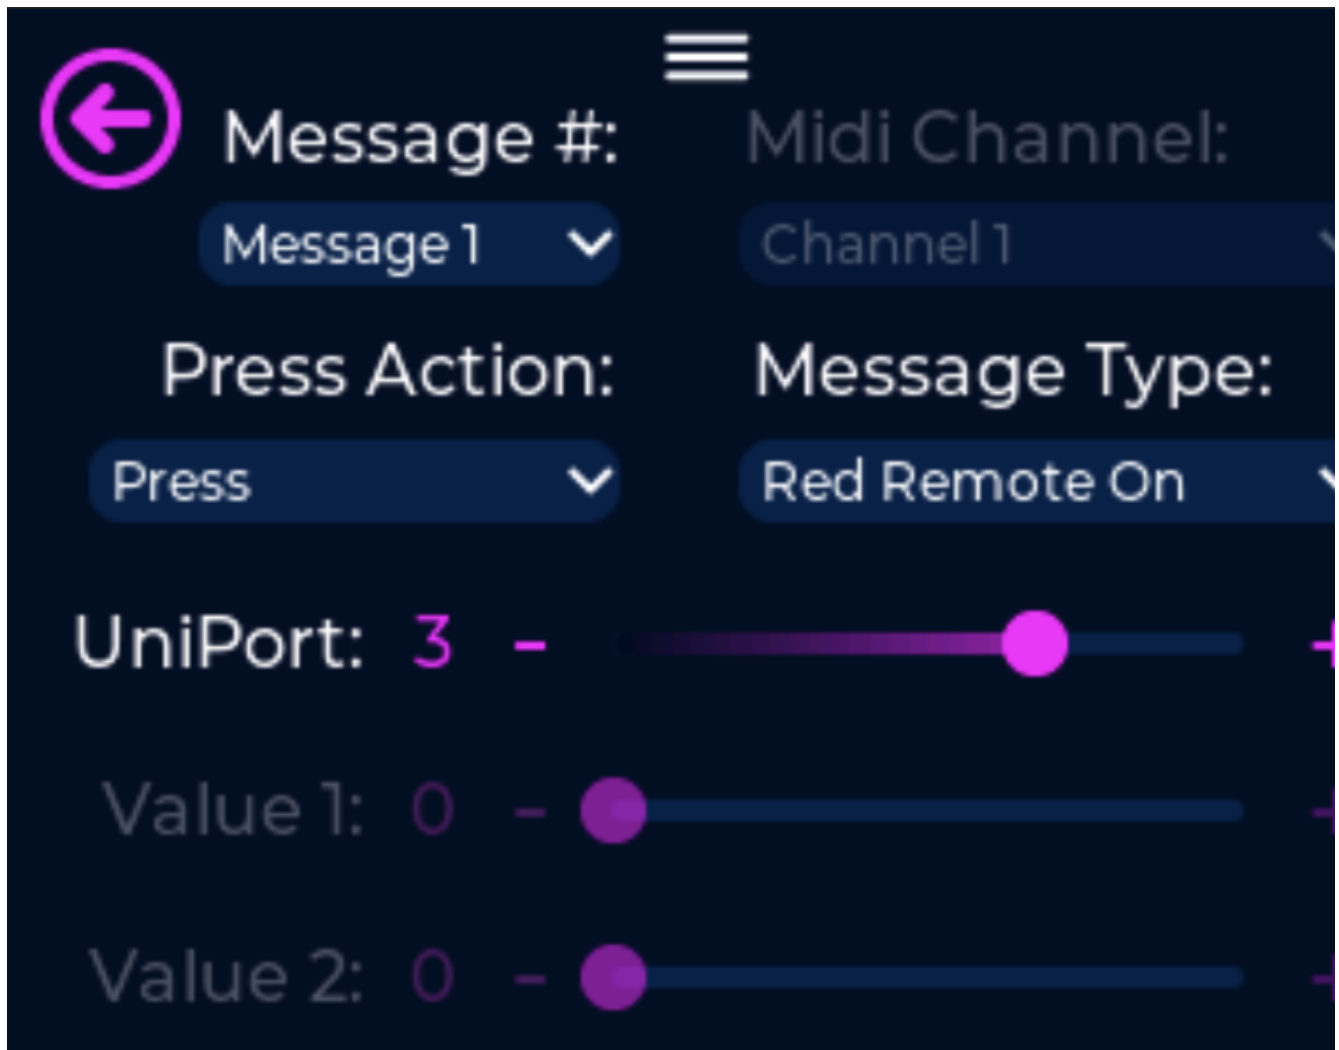 Message #:
Midi Channel:
Message 1
Channel 1
Press Action:
Message Type:
Press
Red Remote On
UniPort: 3 - +
Value 1: 0 - +
Value 2: 0 - +